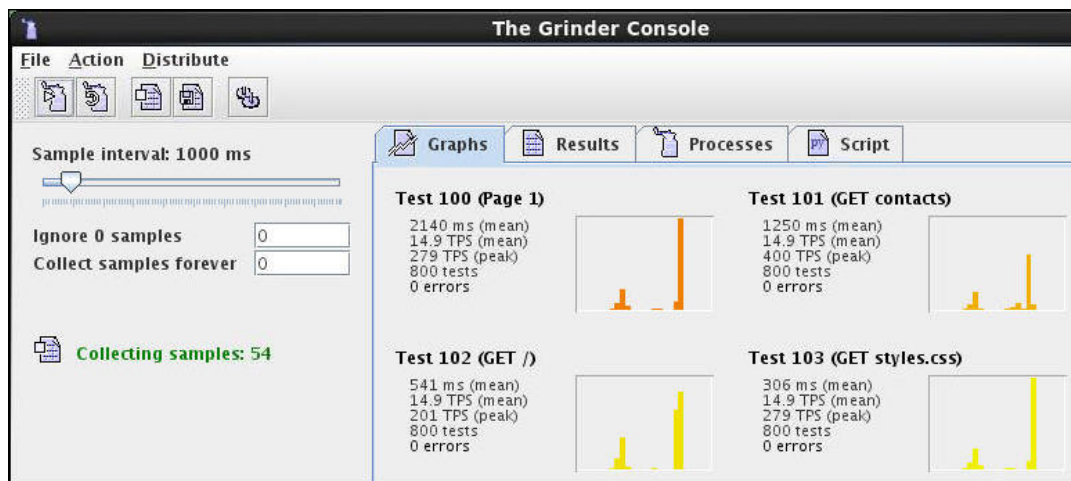 The Grinder Console
File Action Distribute
Sample interval: 1000 ms
Ignore 0 samples 0
Collect samples forever 0
Collecting samples: 54
Graphs Results Processes py Script
Test 100 (Page 1)
2140 ms (mean)
14.9 TPS (mean)
279 TPS (peak)
800 tests
0 errors
Test 101 (GET contacts)
1250 ms (mean)
14.9 TPS (mean)
400 TPS (peak)
800 tests
0 errors
Test 102 (GET /)
541 ms (mean)
14.9 TPS (mean)
201 TPS (peak)
800 tests
0 errors
Test 103 (GET styles.css)
306 ms (mean)
14.9 TPS (mean)
279 TPS (peak)
800 tests
0 errors